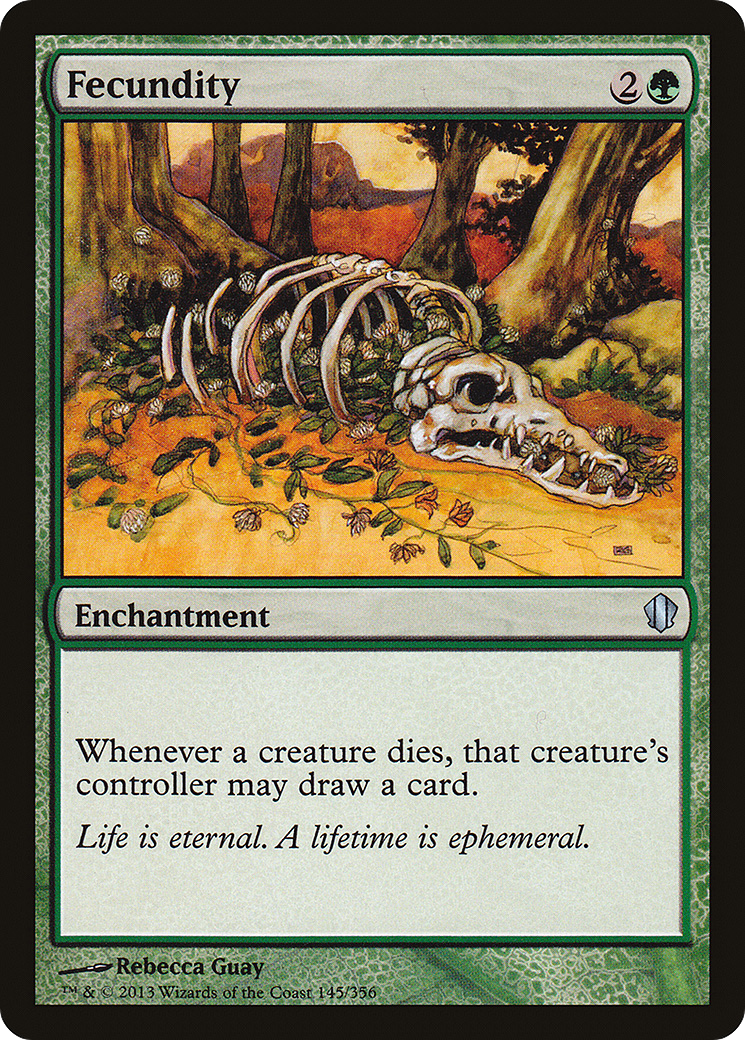 Fecundity 2
Enchantment
Whenever a creature dies, that creature's
controller may draw a card.
Life is eternal. A lifetime is ephemeral.
Rebecca Guay
™ & © 2013 Wizards of the Coast 145/356